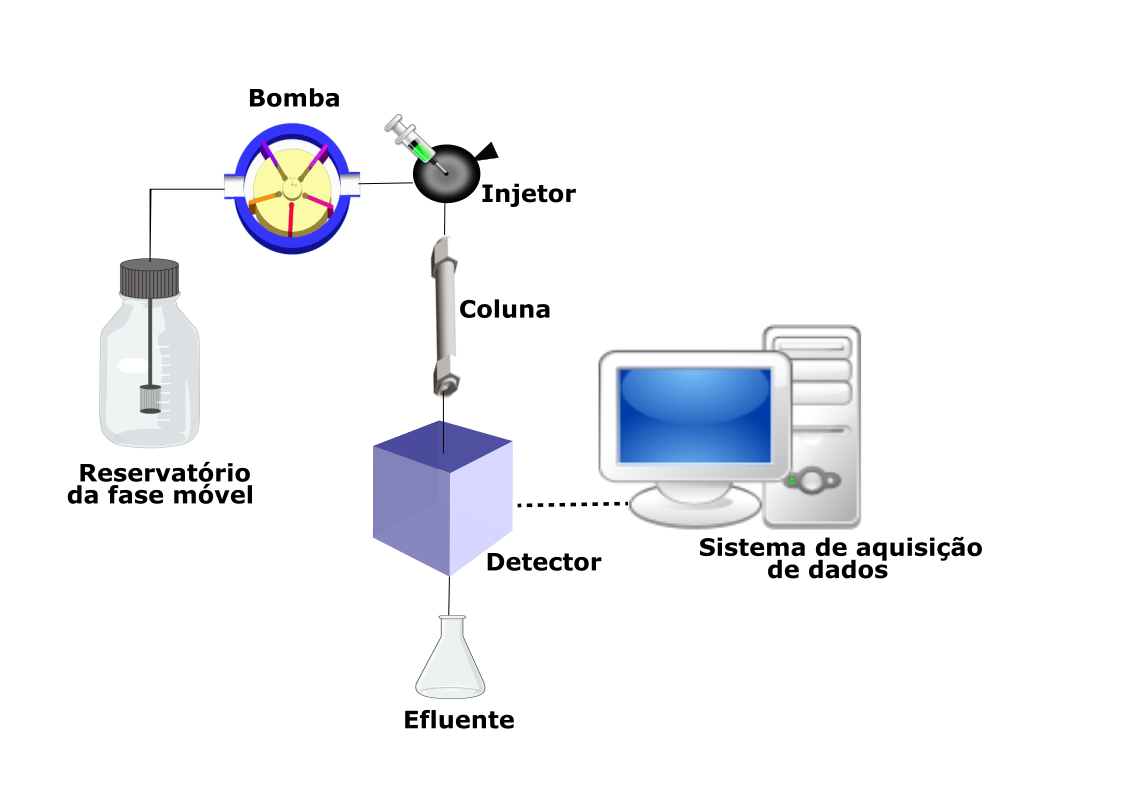 Bomba
Injetor
Coluna
Reservatório
da fase móvel
Detector
Sistema de aquisição
de dados
Efluente